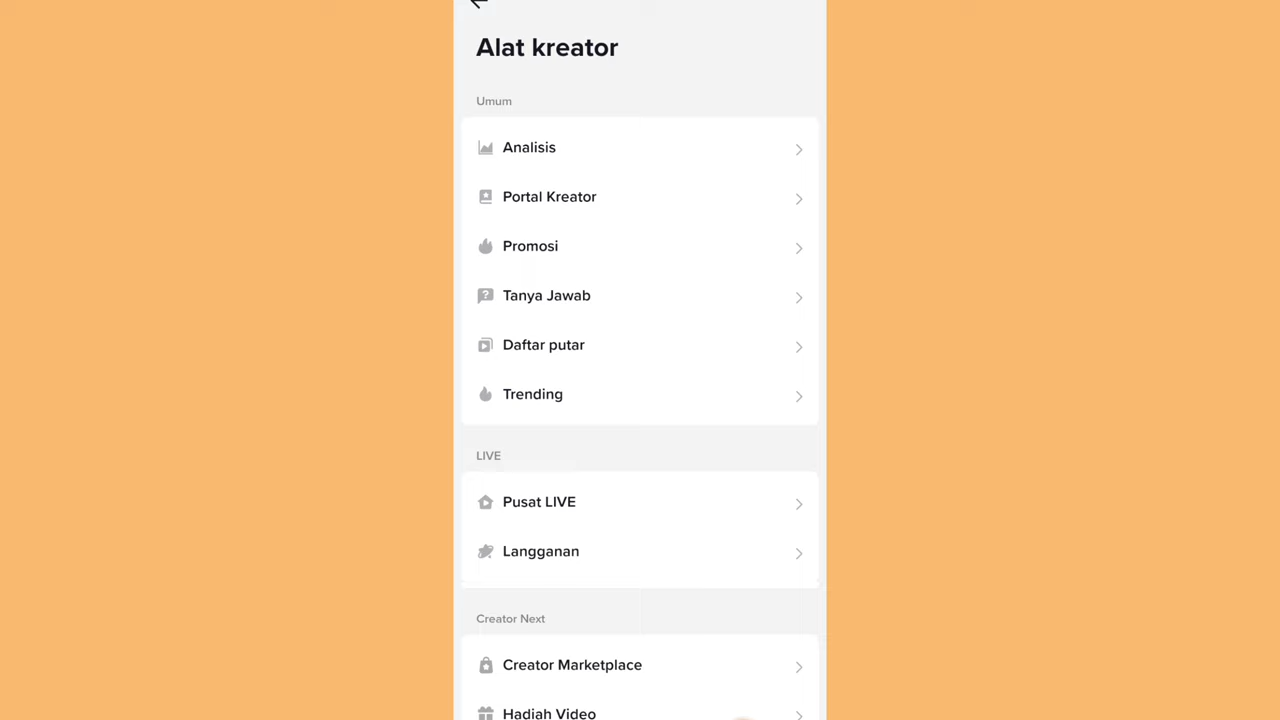 Alat kreator
Umum
Analisis
Portal Kreator
Promosi
Tanya Jawab
Daftar putar
Trending
LIVE
Pusat LIVE
Langganan
Creator Next
Creator Marketplace
Hadiah Video